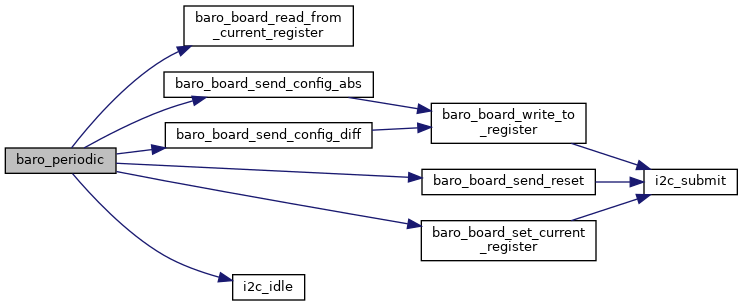 baro_board_read_from
_current_register
baro_board_send_config_abs
baro_board_write_to
_register
baro_board_send_config_diff
baro_periodic
baro_board_send_reset
i2c_submit
baro_board_set_current
_register
i2c_idle